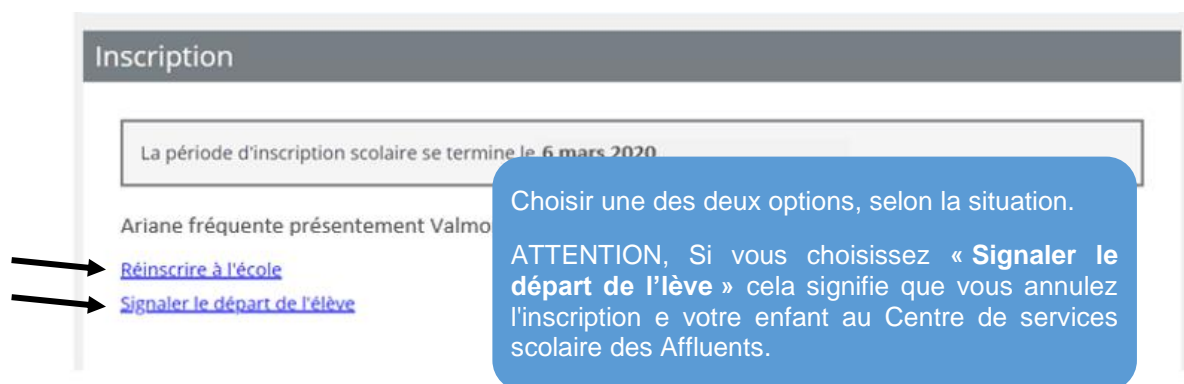 Inscription
La période d'inscription scolaire se termine le 6 mars 2020
Ariane fréquente présentement Valmo
Réinscrire à l'école
Signaler le départ de l'élève
Choisir une des deux options, selon la situation.
ATTENTION, Si vous choisissez « Signaler le
départ de l'lève » cela signifie que vous annulez
l'inscription e votre enfant au Centre de services
scolaire des Affluents.